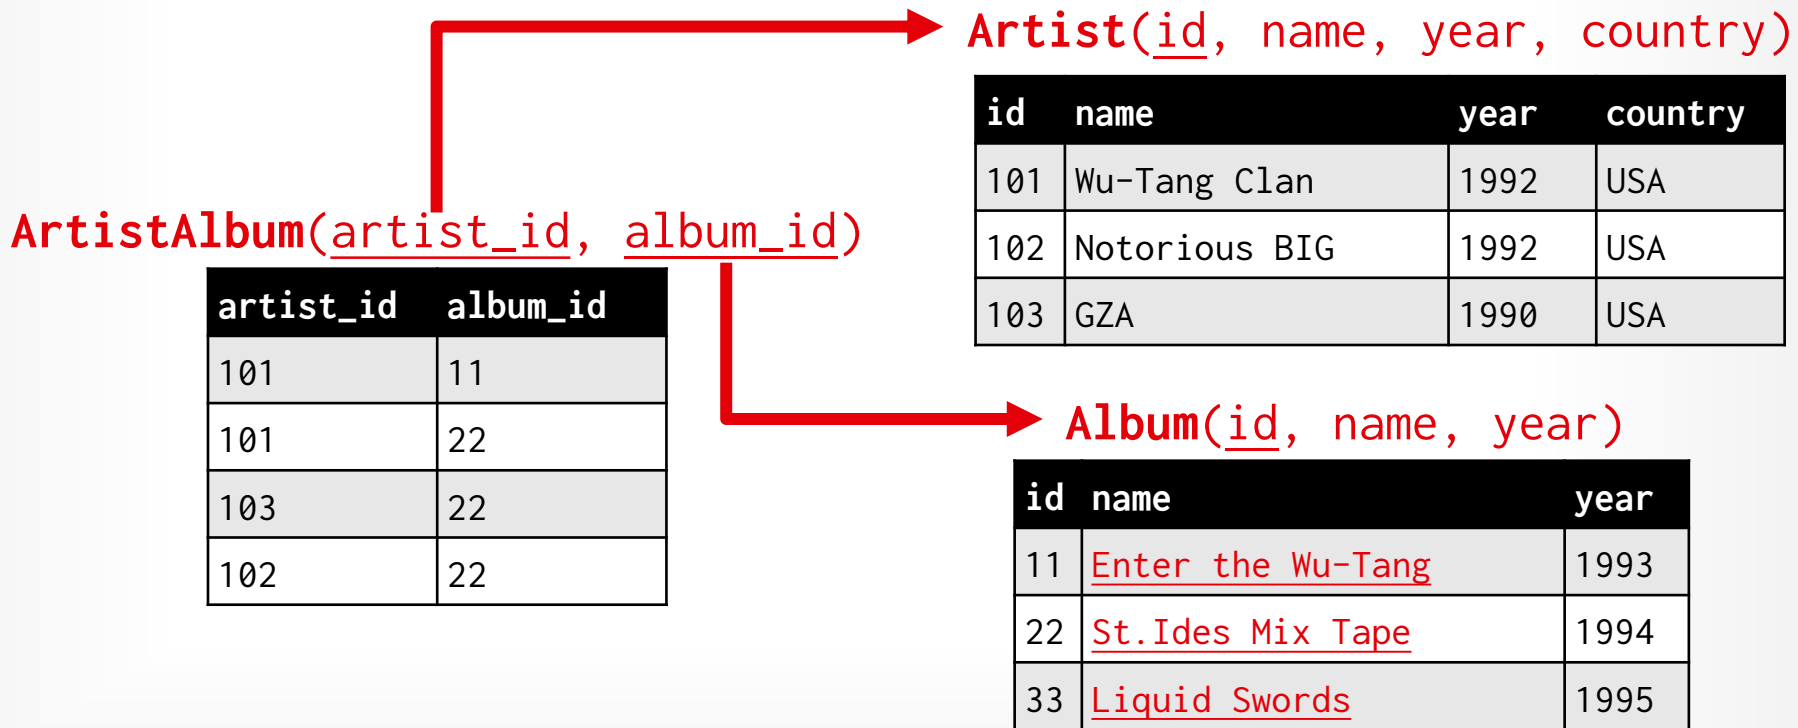 Artist(id, name, year, country)
id name year country
101 Wu-Tang Clan 1992 USA
102 Notorious BIG 1992 USA
103 GZA 1990 USA
ArtistAlbum(artist_id, album_id)
artist_id album_id
101 11
101 22
103 22
102 22
Album(id, name, year)
id name year
11 Enter the Wu-Tang 1993
22 St.Ides Mix Tape 1994
33 Liquid Swords 1995